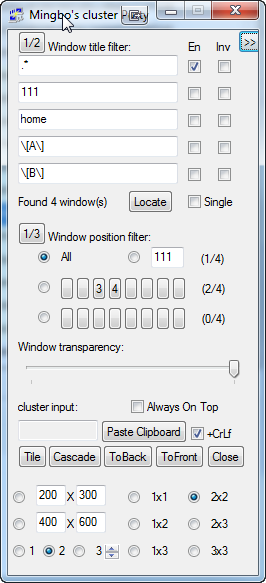 Mingbo's cluster Putty
1/2 Window title filter: En Inv >>
.*
111
home
\[A\]
\[B\]
Found 4 window(s) Locate Single
1/3 Window position filter:
All 111 (1/4)
3 4 (2/4)
(0/4)
Window transparency:
cluster input: Always On Top
Paste Clipboard +CrLf
Tile Cascade ToBack ToFront Close
200 X 300 1x1 2x2
400 X 600 1x2 2x3
1 2 3 1x3 3x3